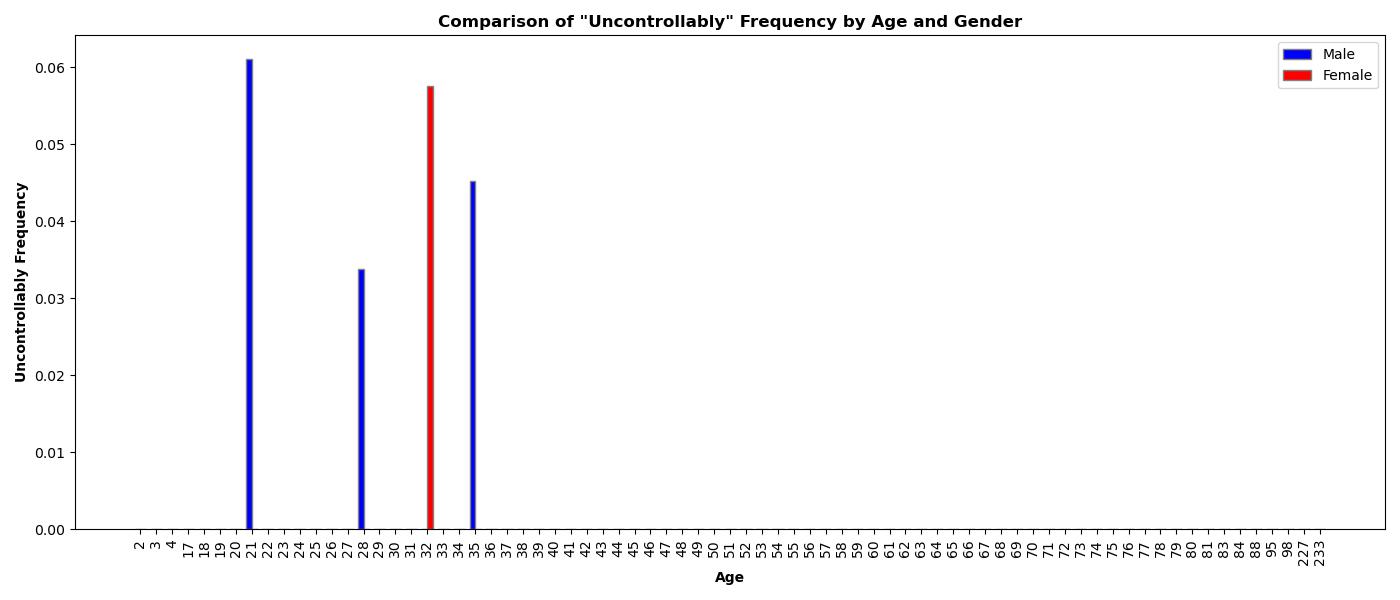 Comparison of "Uncontrollably" Frequency by Age and Gender
Male
Female
Uncontrollably Frequency
0.06
0.05
0.04
0.03
0.02
0.01
0.00
2 3 4 17 18 19 20 21 22 23 24 25 26 27 28 29 30 31 32 33 34 35 36 37 38 39 40 41 42 43 44 45 46 47 48 49 50 51 52 53 54 55 56 57 58 59 60 61 62 63 64 65 66 67 68 69 70 71 72 73 74 75 76 77 78 79 80 81 83 84 88 95 98 227 233
Age